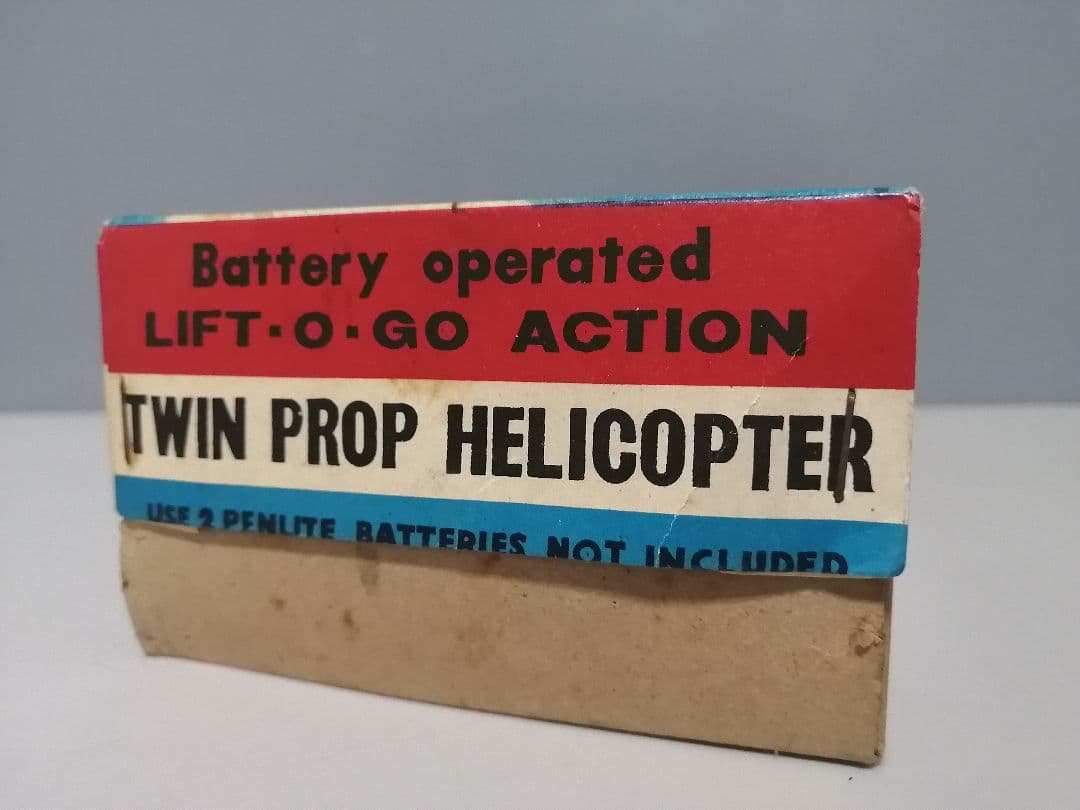 Battery operated
LIFT•O•GO ACTION
TWIN PROP HELICOPTER
USE 2 PENLITE BATTERIES NOT INCLUDED